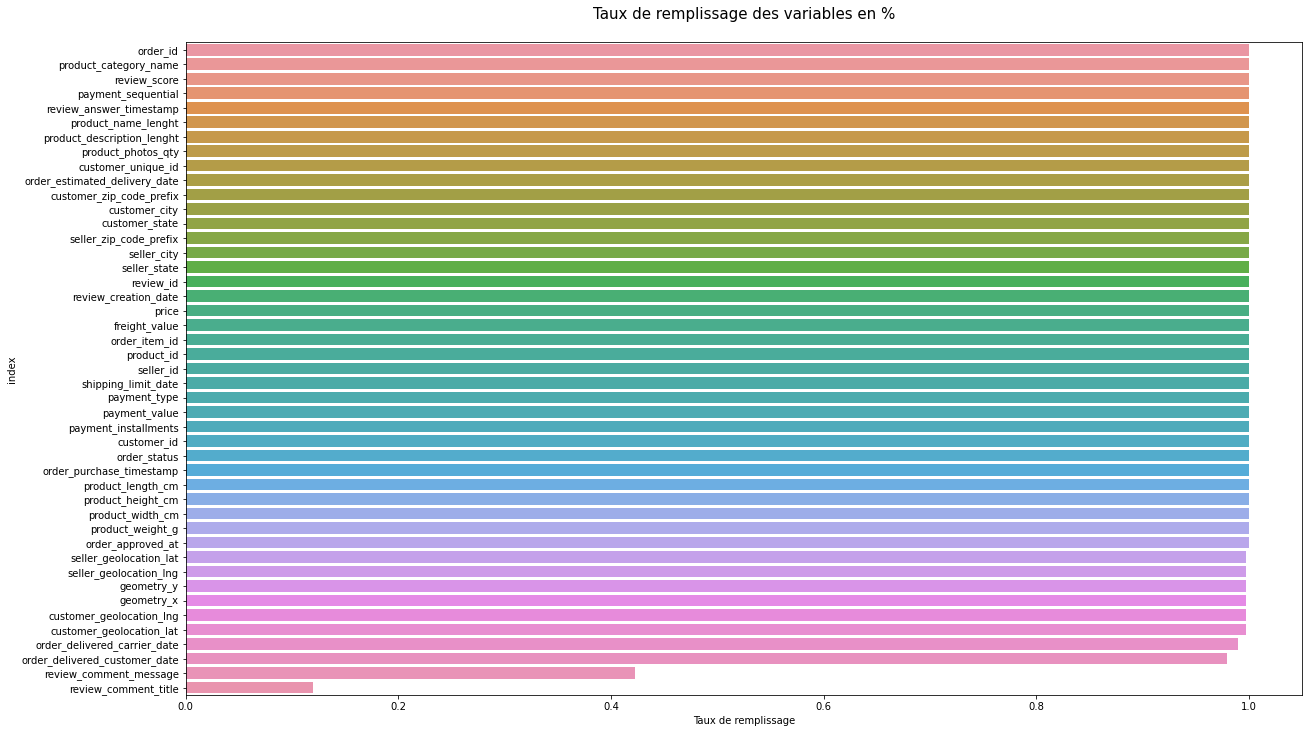 Taux de remplissage des variables en %
order_id
product_category_name
review_score
payment_sequential
review_answer_timestamp
product_name_lenght
product_description_lenght
product_photos_qty
customer_unique_id
order_estimated_delivery_date
customer_zip_code_prefix
customer_city
customer_state
seller_zip_code_prefix
seller_city
seller_state
review_id
review_creation_date
price
freight_value
order_item_id
product_id
seller_id
shipping_limit_date
payment_type
payment_value
payment_installments
customer_id
order_status
order_purchase_timestamp
product_length_cm
product_height_cm
product_width_cm
product_weight_g
order_approved_at
seller_geolocation_lat
seller_geolocation_lng
geometry_y
geometry_x
customer_geolocation_lng
customer_geolocation_lat
order_delivered_carrier_date
order_delivered_customer_date
review_comment_message
review_comment_title
index
0.0 0.2 0.4 0.6 0.8 1.0
Taux de remplissage